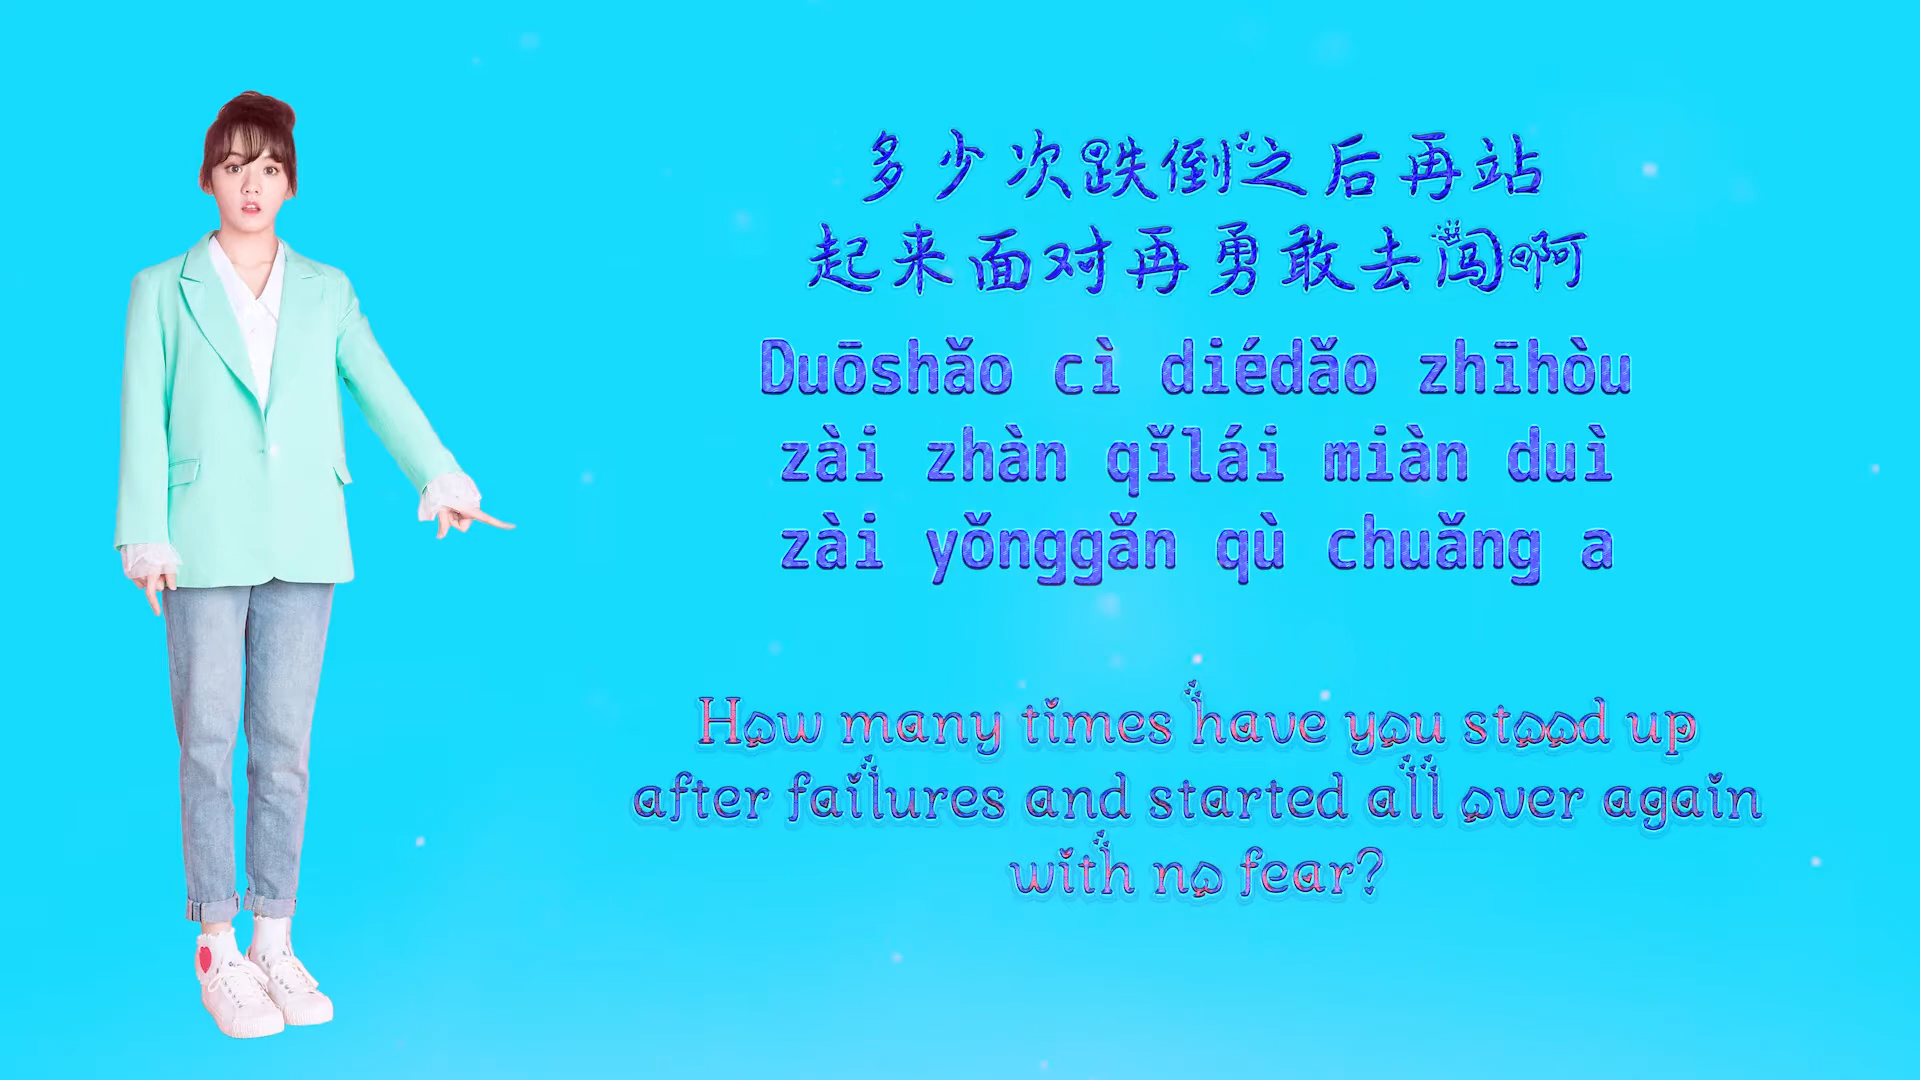 多少次跌倒之后再站
起来面对再勇敢去闯啊
Duōshǎo cì diédǎo zhīhòu
zài zhàn qǐlái miàn duì
zài yǒnggǎn qù chuǎng a
How many times have you stood up
after failures and started all over again
with no fear?